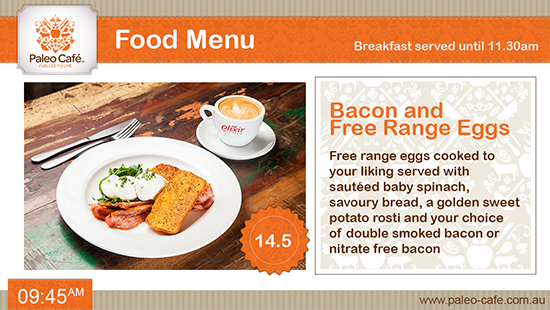 Paleo Café
FUELLED TO LIVE
Food Menu
Breakfast served until 11.30am
elixir
14.5
Bacon and
Free Range Eggs
Free range eggs cooked to
your liking served with
sautéed baby spinach,
savoury bread, a golden sweet
potato rosti and your choice
of double smoked bacon or
nitrate free bacon
09:45AM
www.paleo-cafe.com.au